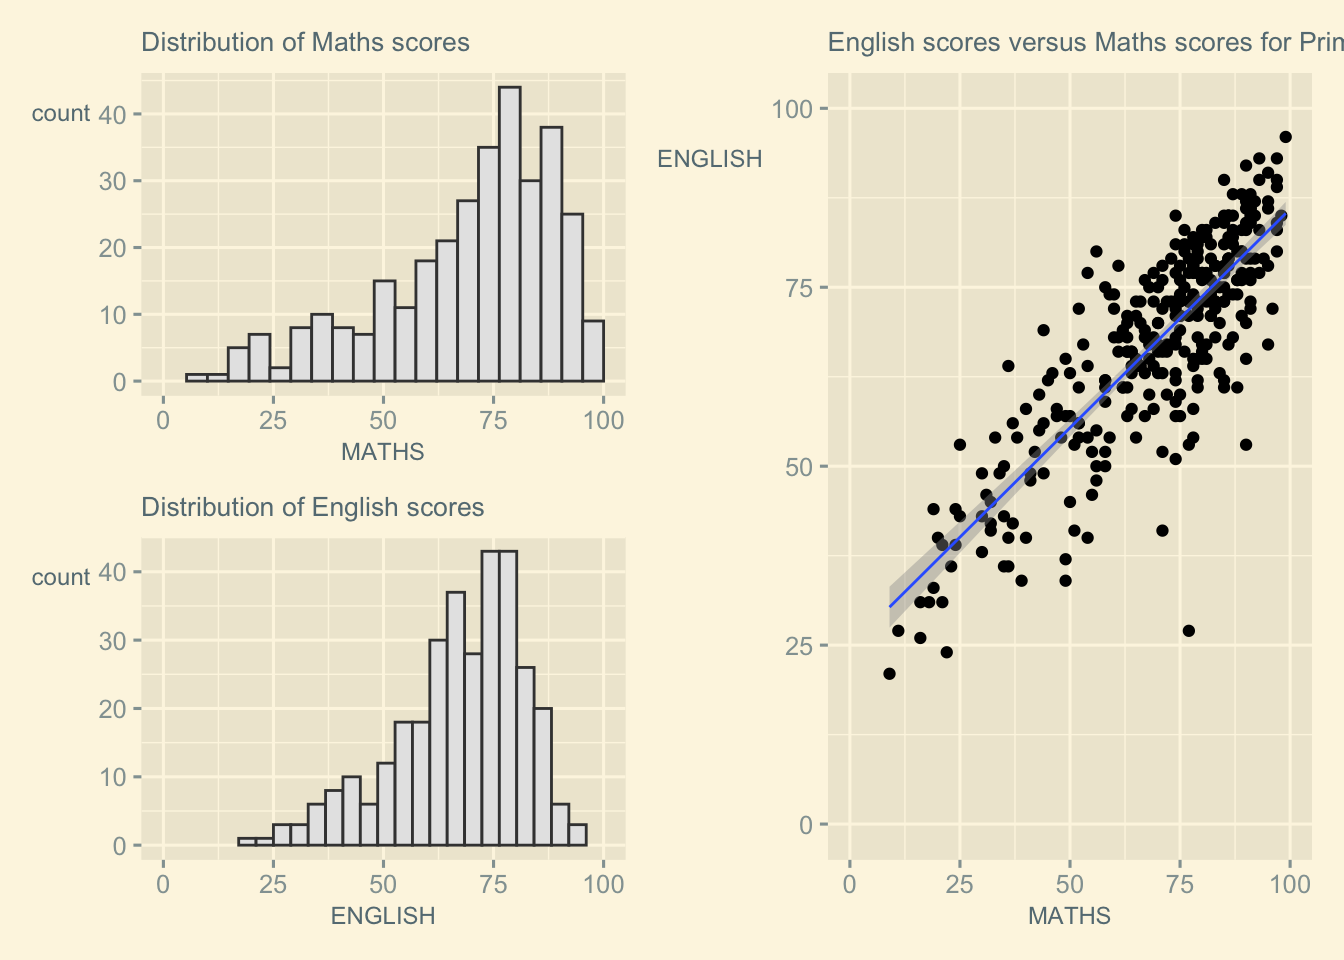 Distribution of Maths scores
count
40
30
20
10
0
0 25 50 75 100
MATHS
Distribution of English scores
count
40
30
20
10
0
0 25 50 75 100
ENGLISH
English scores versus Maths scores for Prim
ENGLISH
100
75
50
25
0
0 25 50 75 100
MATHS